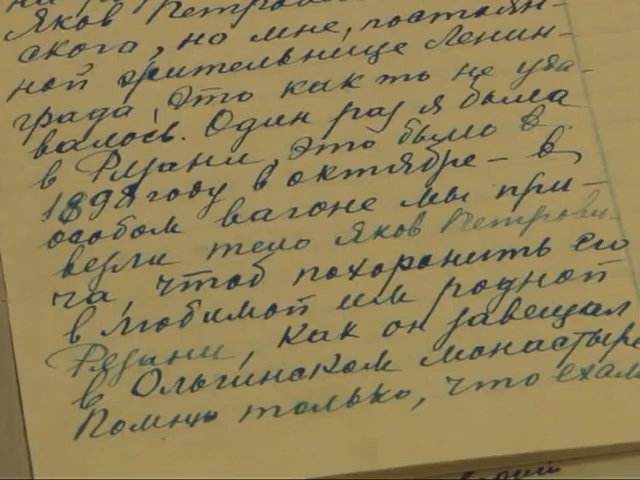 Яков Петрович
ского, но мне, постоян-
ной жительнице Ленин-
града, это как то не уда-
валось. Один раз я была
в Рязани, это было в
1898 году в октябре – в
особом вагоне мы при-
везли тело Яков Петрови-
ча, чтоб похоронить его
в любимой им родной
Рязани, как он завещал
в Ольгинском монастыре
Помню только, что ехали